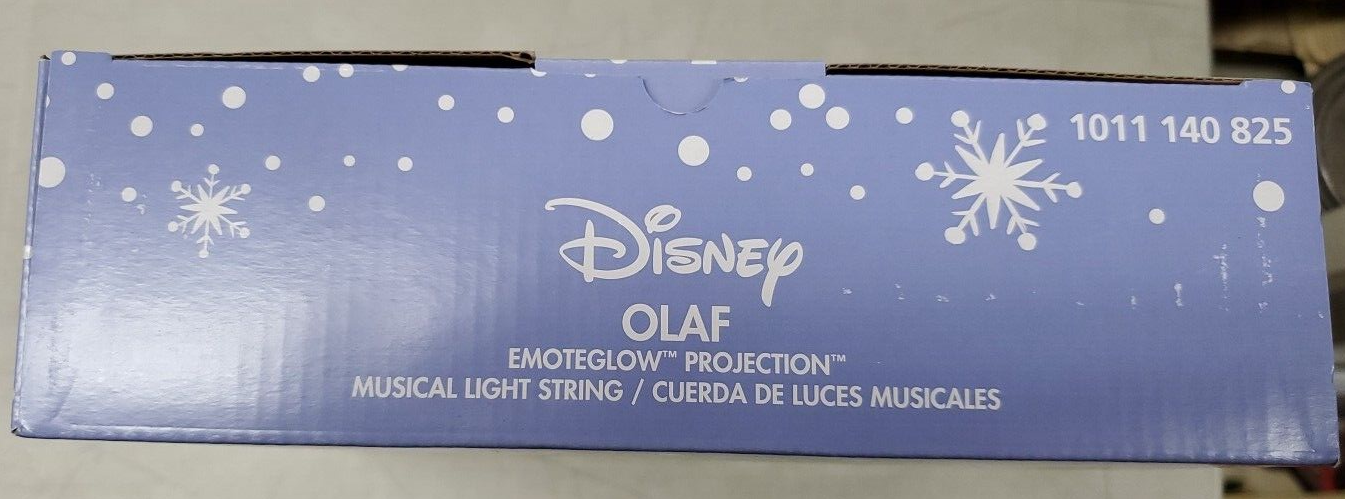 1011 140 825
Disney
OLAF
EMOTEGLOW™ PROJECTION™
MUSICAL LIGHT STRING / CUERDA DE LUCES MUSICALES